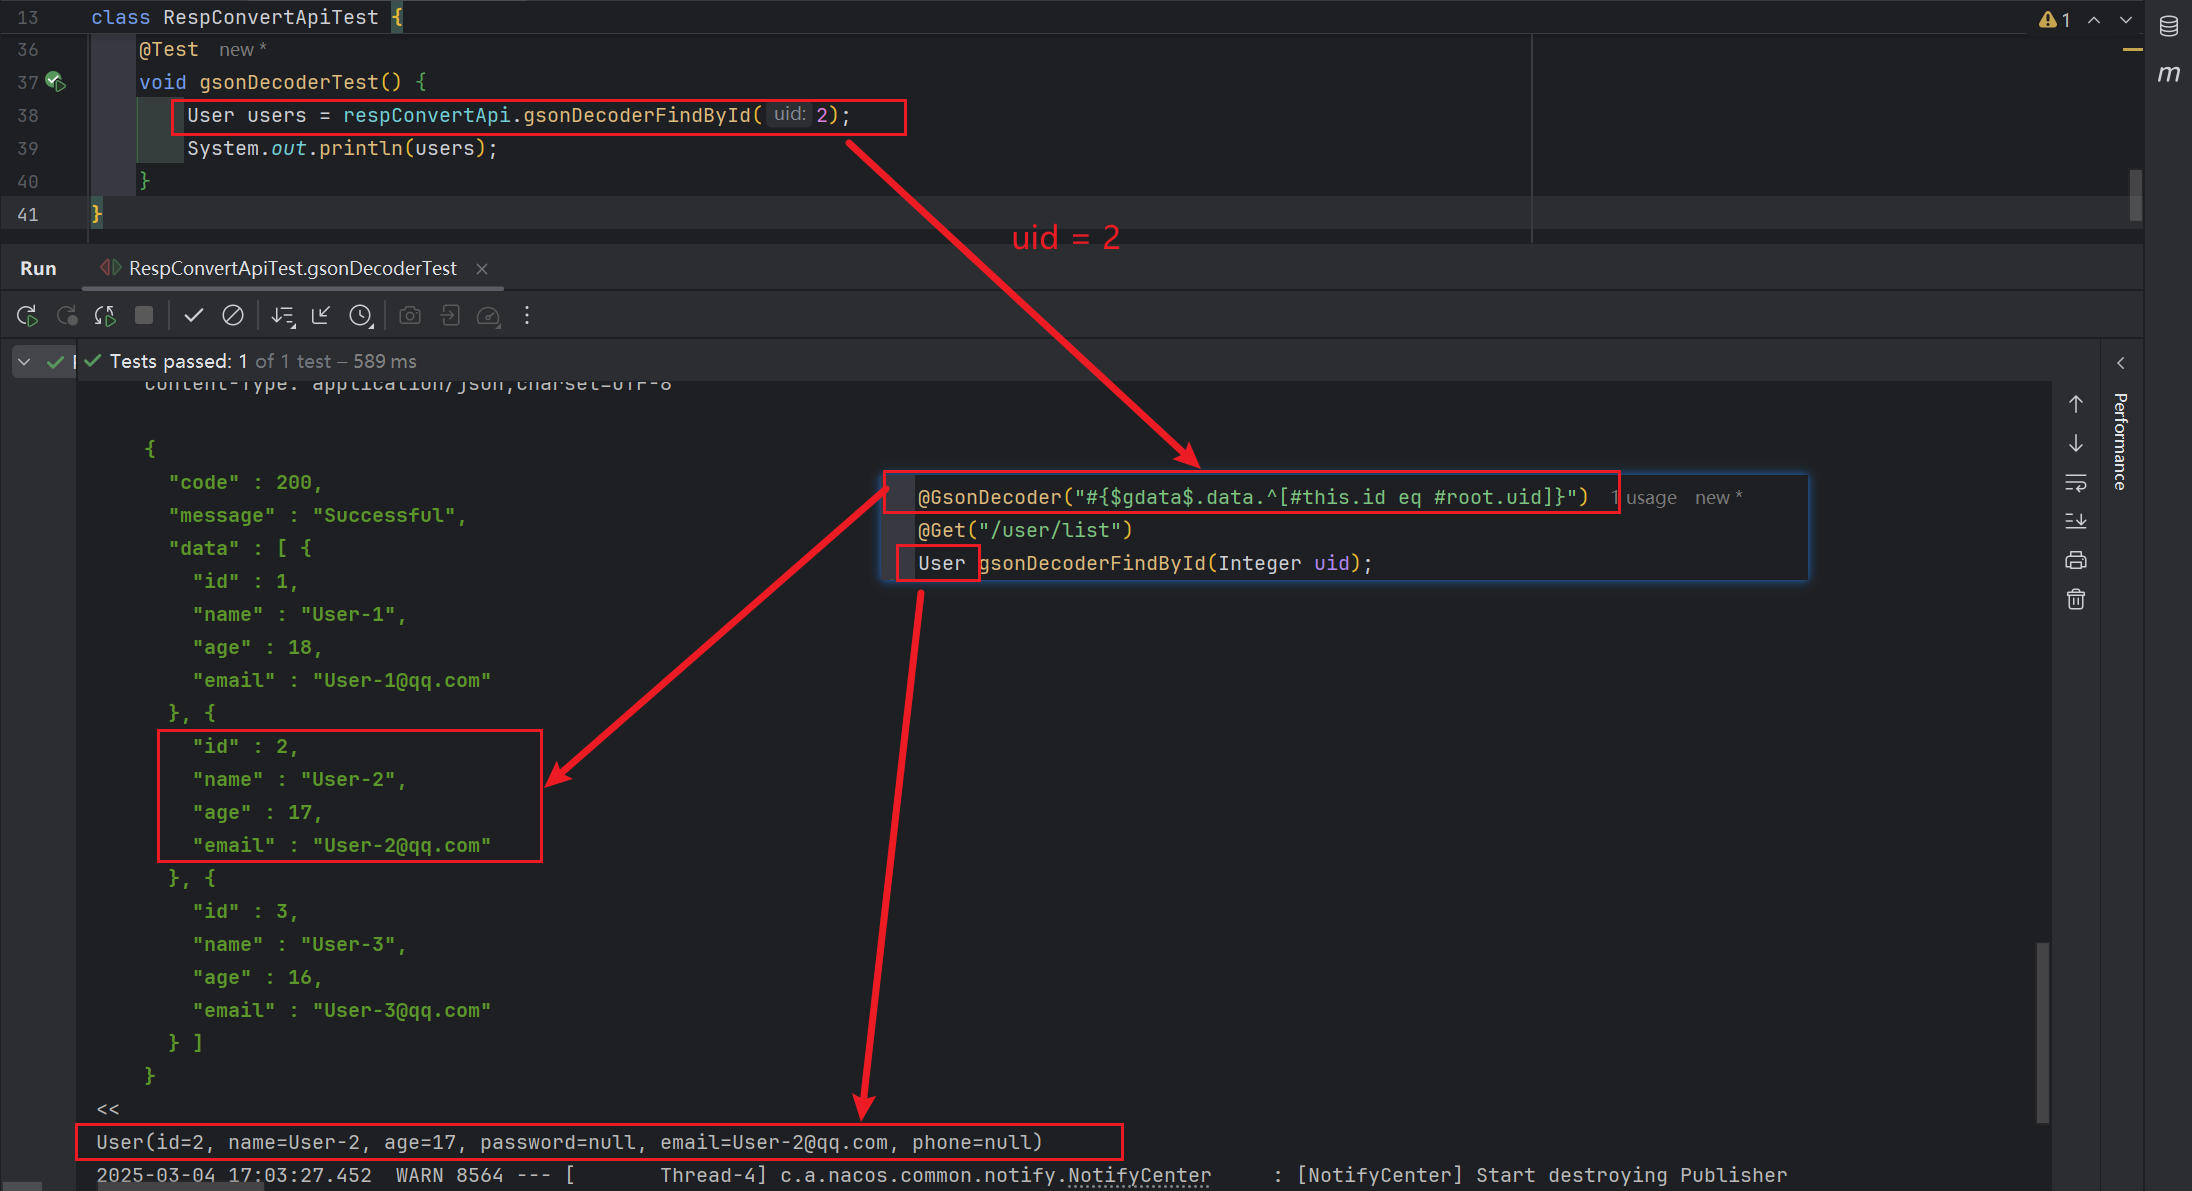 13 class RespConvertApiTest {
1
36 @Test new *
37 void gsonDecoderTest() {
38 User users = respConvertApi.gsonDecoderFindById( uid: 2);
39 System.out.println(users);
40 }
41 }
m
uid = 2
Run RespConvertApiTest.gsonDecoderTest
Tests passed: 1 of 1 test – 589 ms
content-Type: application/json;charset=UTF-8
Performance
{
"code" : 200,
"message" : "Successful",
"data" : [ {
"id" : 1,
"name" : "User-1",
"age" : 18,
"email" : "User-1@qq.com"
}, {
"id" : 2,
"name" : "User-2",
"age" : 17,
"email" : "User-2@qq.com"
}, {
"id" : 3,
"name" : "User-3",
"age" : 16,
"email" : "User-3@qq.com"
} ]
}
@GsonDecoder("#{$gdata$.data.^[#this.id eq #root.uid]}") 1 usage new *
@Get("/user/list")
User gsonDecoderFindById(Integer uid);
<<
User(id=2, name=User-2, age=17, password=null, email=User-2@qq.com, phone=null)
2025-03-04 17:03:27.452 WARN 8564 --- [ Thread-4] c.a.nacos.common.notify.NotifyCenter : [NotifyCenter] Start destroying Publisher